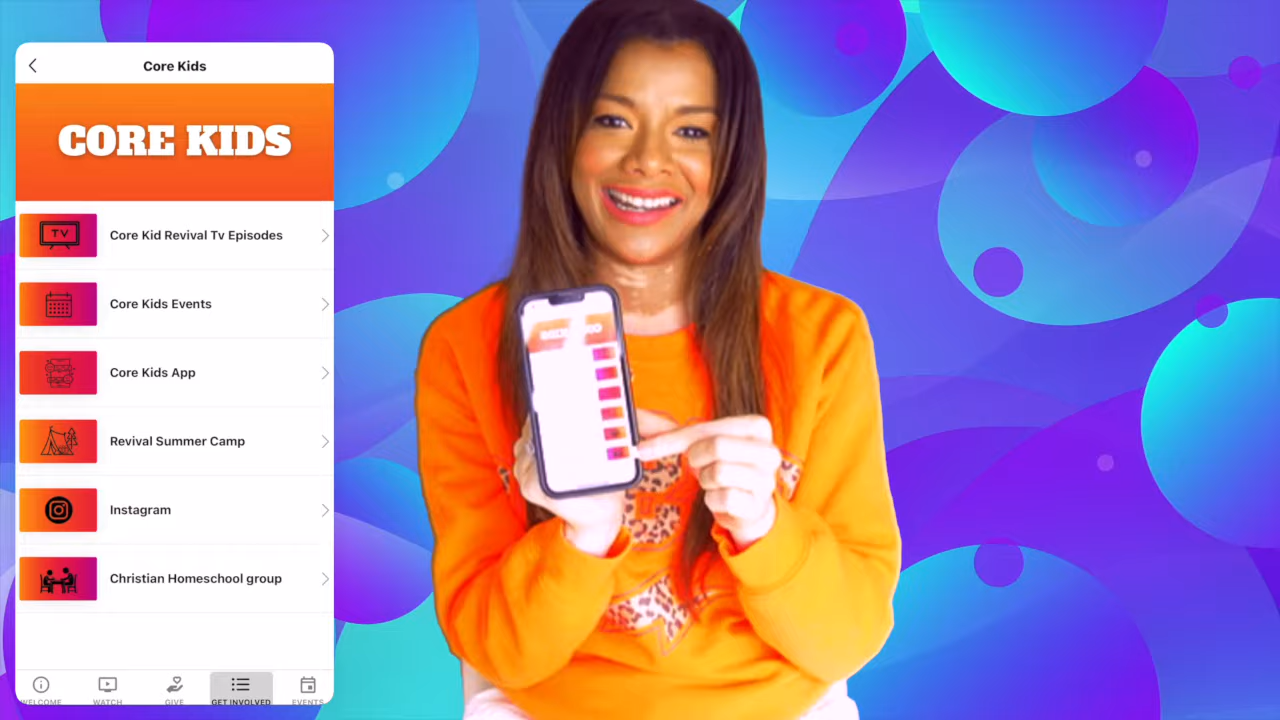 Core Kids
CORE KIDS
TV
Core Kid Revival Tv Episodes
Core Kids Events
Core Kids App
Revival Summer Camp
Instagram
Christian Homeschool group
WELCOME
WATCH
GIVE
GET INVOLVED
EVENTS